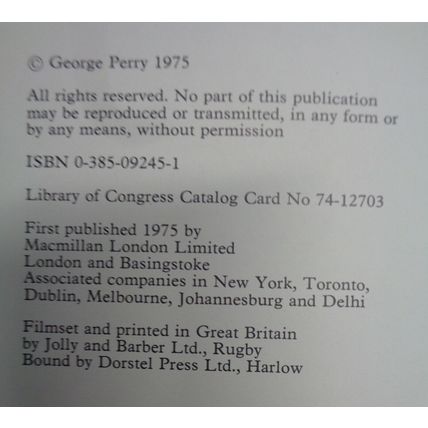 © George Perry 1975
All rights reserved. No part of this publication
may be reproduced or transmitted, in any form or
by any means, without permission
ISBN 0-385-09245-1
Library of Congress Catalog Card No 74-12703
First published 1975 by
Macmillan London Limited
London and Basingstoke
Associated companies in New York, Toronto,
Dublin, Melbourne, Johannesburg and Delhi
Filmset and printed in Great Britain
by Jolly and Barber Ltd., Rugby
Bound by Dorstel Press Ltd., Harlow